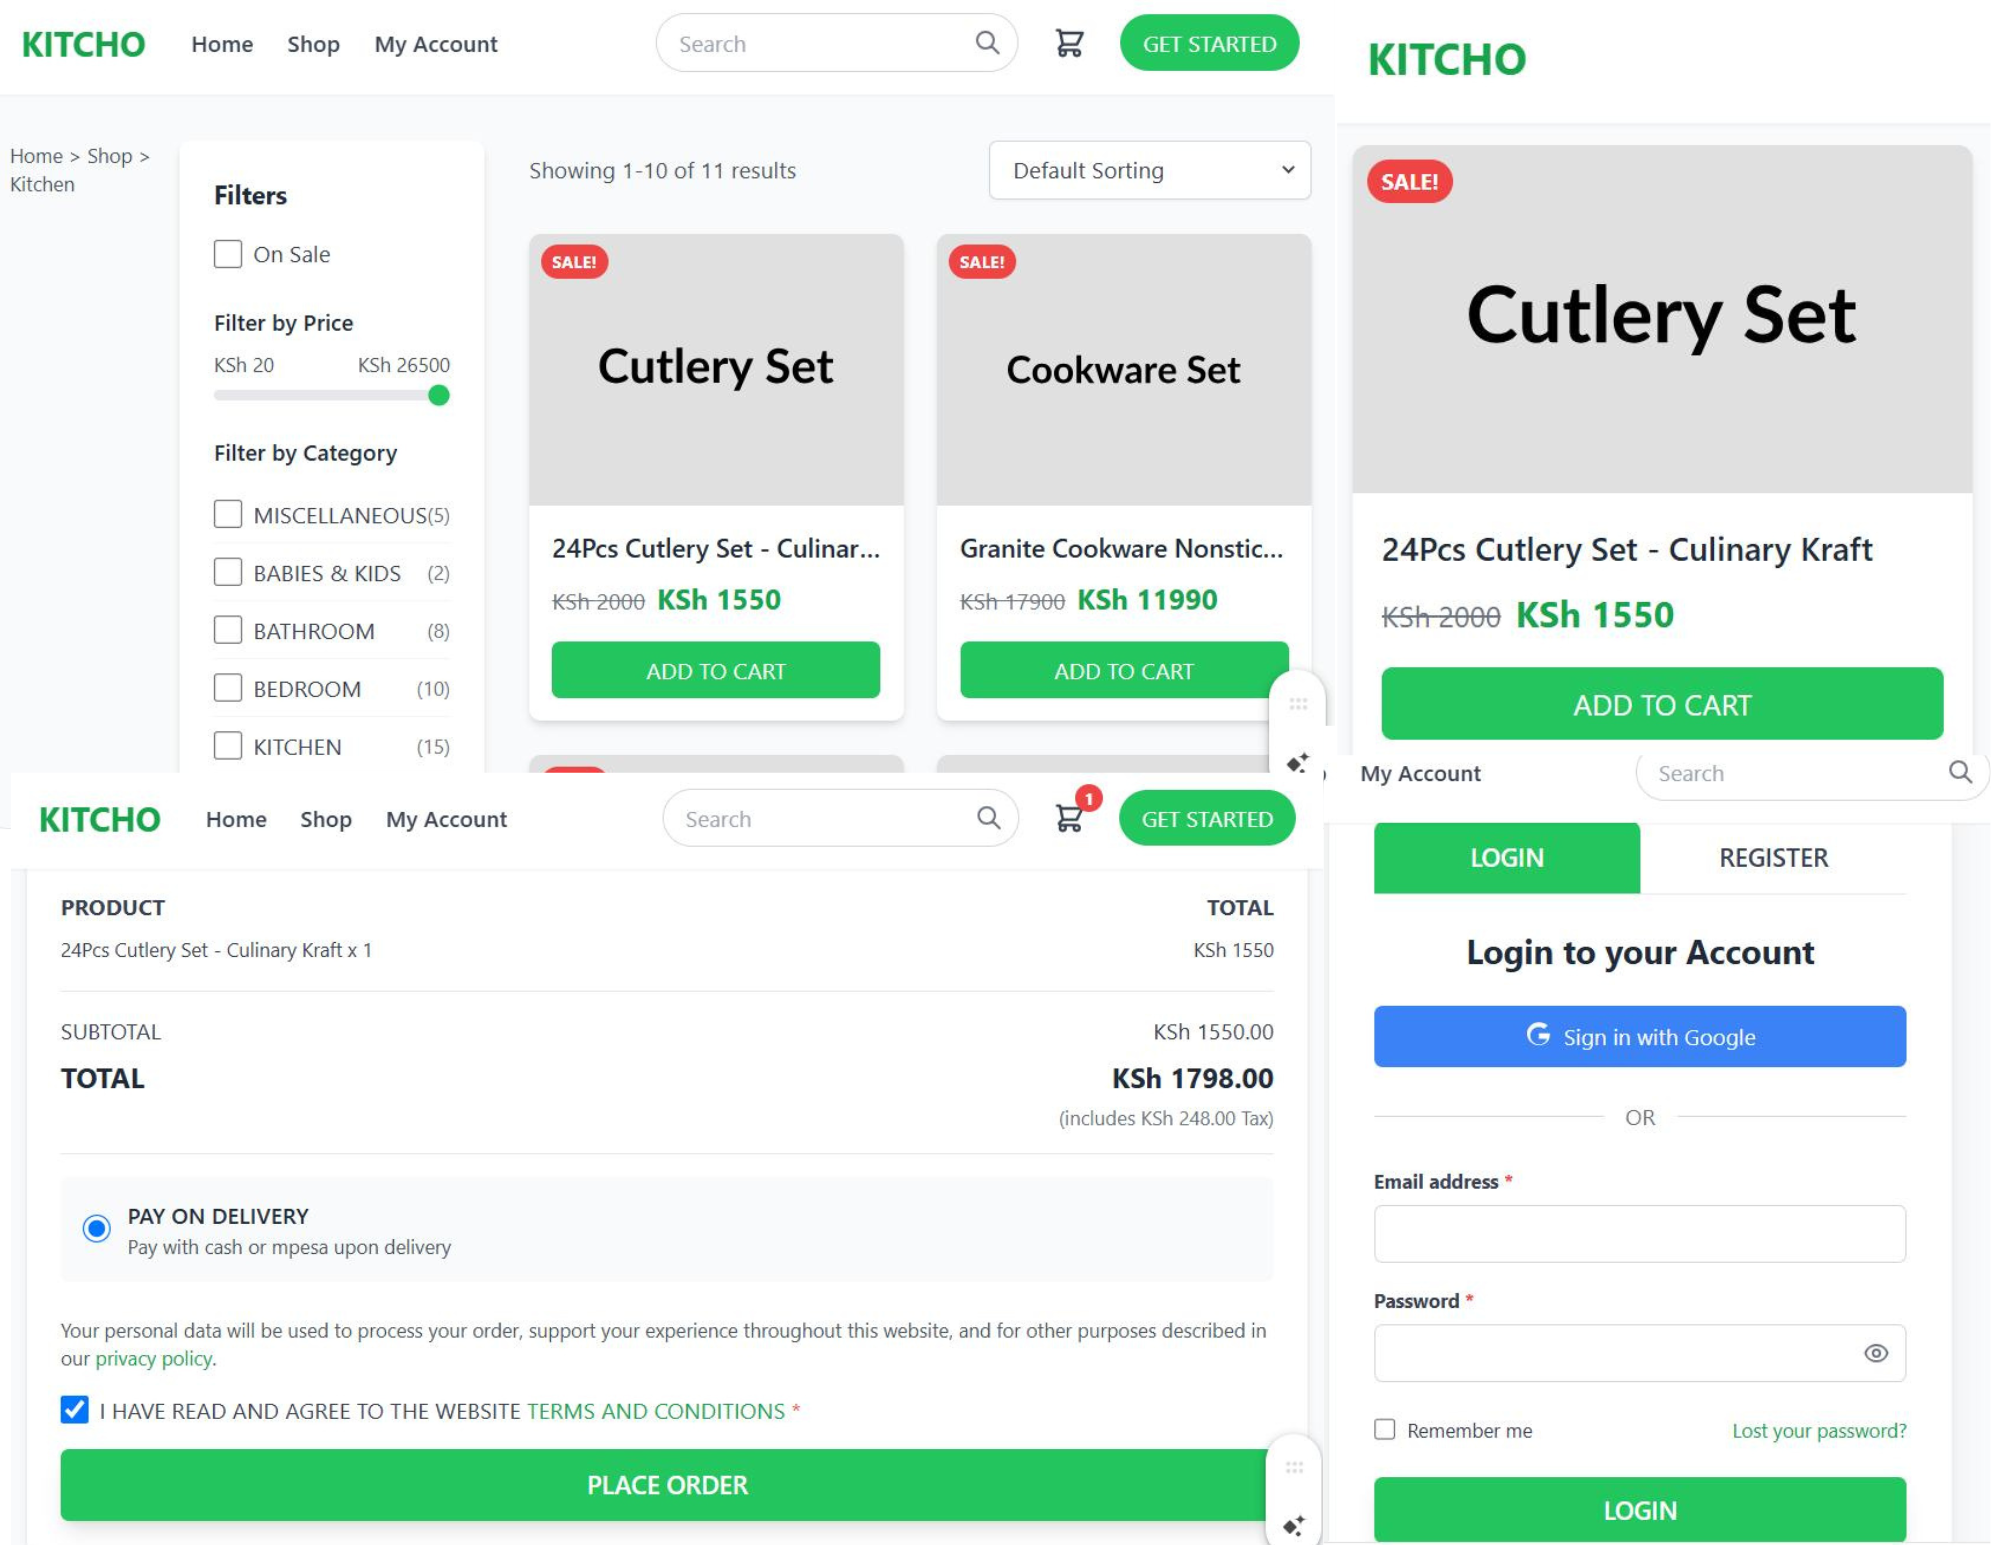 KITCHO
Home
Shop
My Account
Search
GET STARTED
Home > Shop >
Kitchen
Filters
On Sale
Filter by Price
KSh 20
KSh 26500
Filter by Category
MISCELLANEOUS(5)
BABIES & KIDS (2)
BATHROOM (8)
BEDROOM (10)
KITCHEN (15)
Showing 1-10 of 11 results
Default Sorting
SALE!
Cutlery Set
24Pcs Cutlery Set - Culinar...
KSh 2000 KSh 1550
ADD TO CART
SALE!
Cookware Set
Granite Cookware Nonstic...
KSh 17900 KSh 11990
ADD TO CART
KITCHO
SALE!
Cutlery Set
24Pcs Cutlery Set - Culinary Kraft
KSh 2000 KSh 1550
ADD TO CART
KITCHO
Home
Shop
My Account
Search
1
GET STARTED
PRODUCT
TOTAL
24Pcs Cutlery Set - Culinary Kraft x 1
KSh 1550
SUBTOTAL
KSh 1550.00
TOTAL
KSh 1798.00
(includes KSh 248.00 Tax)
PAY ON DELIVERY
Pay with cash or mpesa upon delivery
Your personal data will be used to process your order, support your experience throughout this website, and for other purposes described in
our privacy policy.
I HAVE READ AND AGREE TO THE WEBSITE TERMS AND CONDITIONS *
PLACE ORDER
My Account
Search
LOGIN
REGISTER
Login to your Account
G Sign in with Google
OR
Email address *
Password *
Remember me
Lost your password?
LOGIN